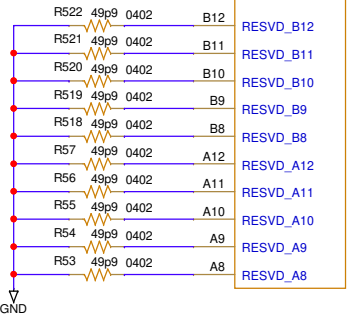 R522 49p9 0402 B12 RESVD_B12
R521 49p9 0402 B11 RESVD_B11
R520 49p9 0402 B10 RESVD_B10
R519 49p9 0402 B9 RESVD_B9
R518 49p9 0402 B8 RESVD_B8
R57 49p9 0402 A12 RESVD_A12
R56 49p9 0402 A11 RESVD_A11
R55 49p9 0402 A10 RESVD_A10
R54 49p9 0402 A9 RESVD_A9
R53 49p9 0402 A8 RESVD_A8
GND